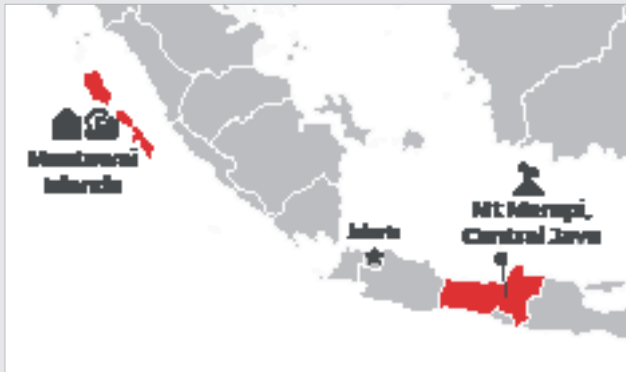 Mentawai
Islands
Jakarta
Mt Merapi,
Central Java